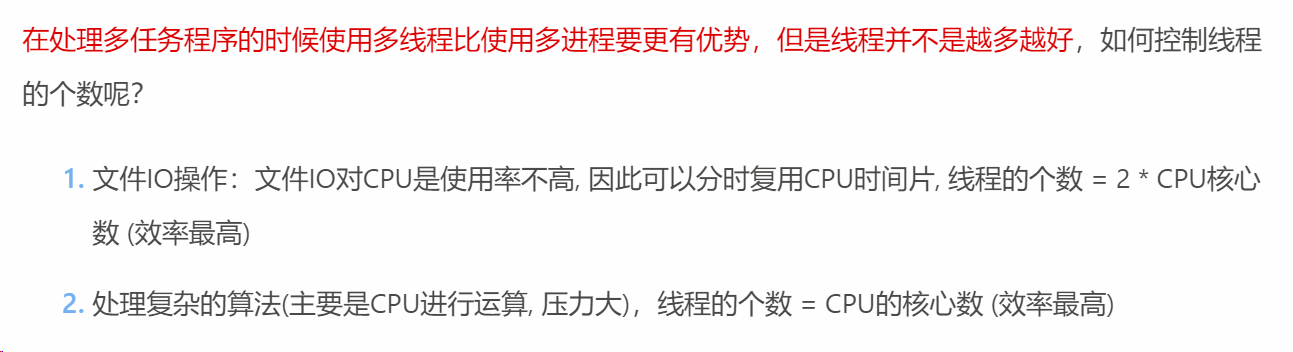 在处理多任务程序的时候使用多线程比使用多进程要更有优势，但是线程并不是越多越好，如何控制线程
的个数呢？
1. 文件IO操作：文件IO对CPU是使用率不高, 因此可以分时复用CPU时间片, 线程的个数 = 2 * CPU核心
数 (效率最高)
2. 处理复杂的算法(主要是CPU进行运算, 压力大)，线程的个数 = CPU的核心数 (效率最高)